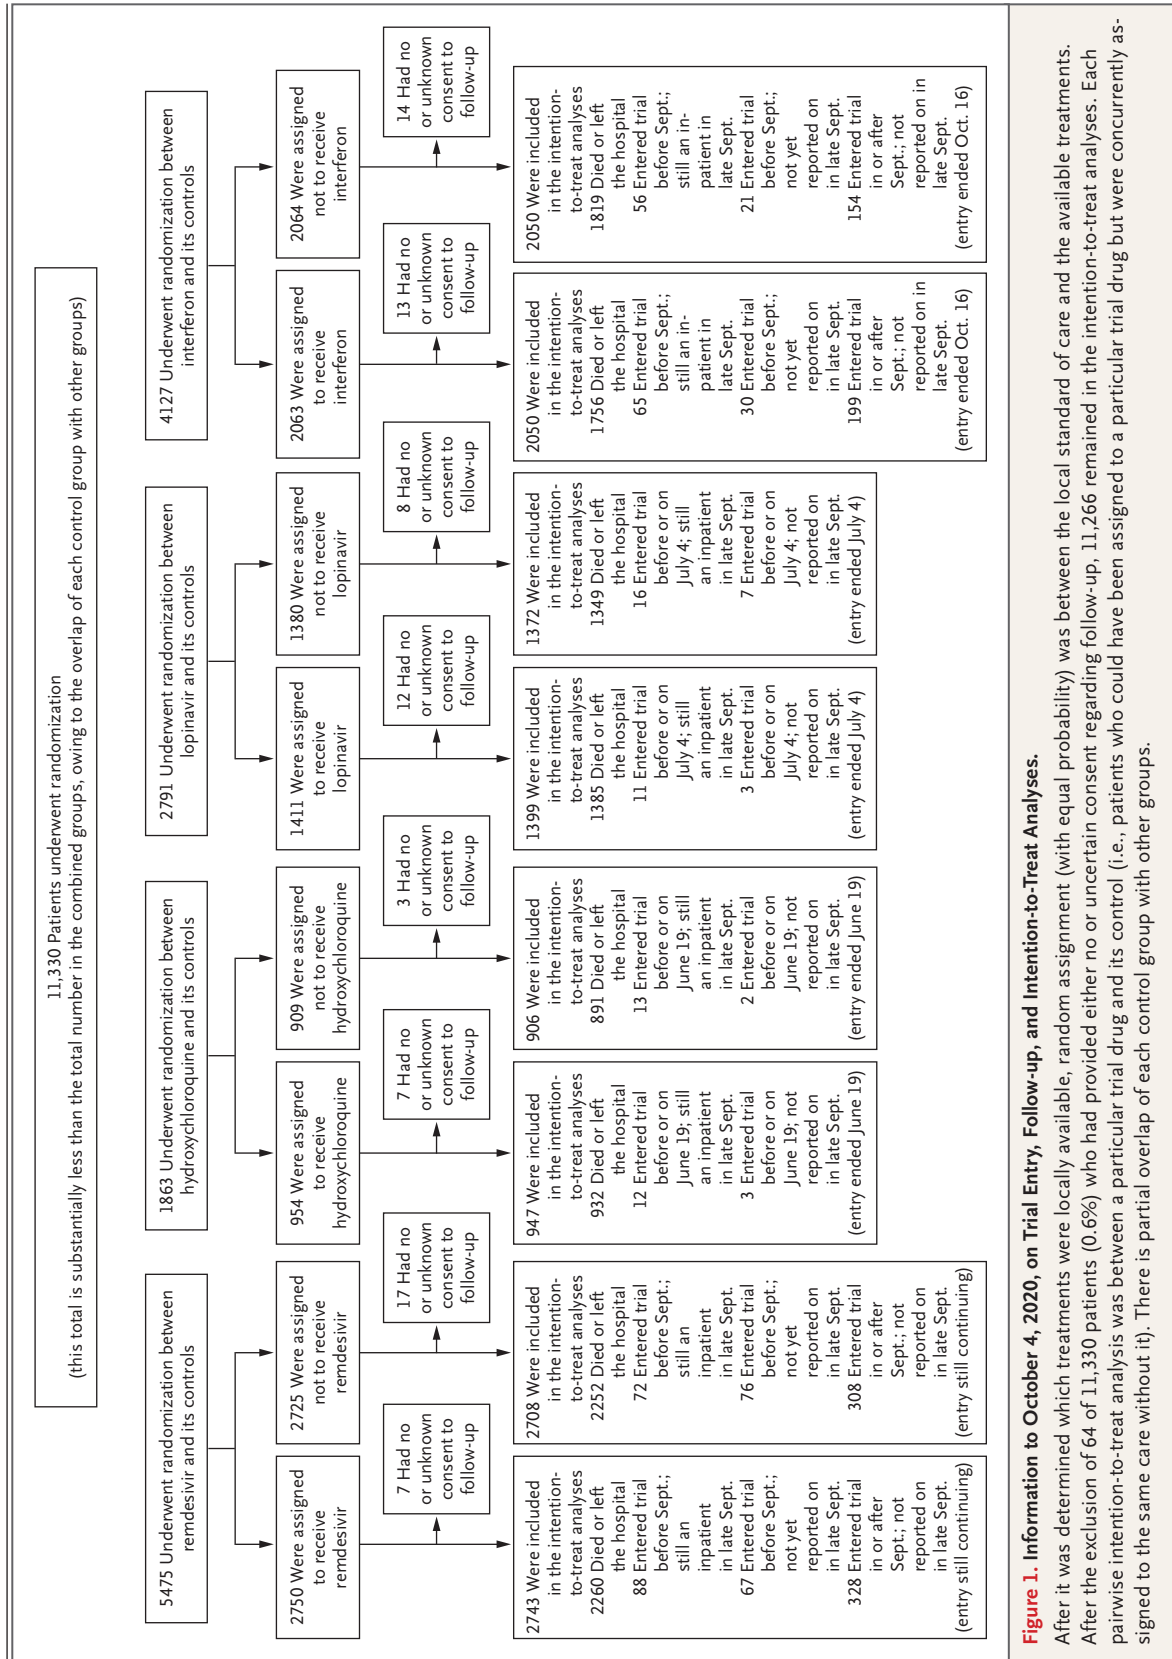 11,330 Patients underwent randomization
(this total is substantially less than the total number in the combined groups, owing to the overlap of each control group with other groups)
5475 Underwent randomization between
remdesivir and its controls
1863 Underwent randomization between
hydroxychloroquine and its controls
2791 Underwent randomization between
lopinavir and its controls
4127 Underwent randomization between
interferon and its controls
2750 Were assigned
to receive
remdesivir
2725 Were assigned
not to receive
remdesivir
954 Were assigned
to receive
hydroxychloroquine
909 Were assigned
not to receive
hydroxychloroquine
1411 Were assigned
to receive
lopinavir
1380 Were assigned
not to receive
lopinavir
2063 Were assigned
to receive
interferon
2064 Were assigned
not to receive
interferon
7 Had no
or unknown
consent to
follow-up
17 Had no
or unknown
consent to
follow-up
7 Had no
or unknown
consent to
follow-up
3 Had no
or unknown
consent to
follow-up
12 Had no
or unknown
consent to
follow-up
8 Had no
or unknown
consent to
follow-up
13 Had no
or unknown
consent to
follow-up
14 Had no
or unknown
consent to
follow-up
2743 Were included
in the intention-
to-treat analyses
2260 Died or left
the hospital
88 Entered trial
before Sept.;
still an
inpatient
in late Sept.
67 Entered trial
before Sept.;
not yet
reported on
in late Sept.
328 Entered trial
in or after
Sept.; not
reported on
in late Sept.
(entry still continuing)
2708 Were included
in the intention-
to-treat analyses
2252 Died or left
the hospital
72 Entered trial
before Sept.;
still an
inpatient
in late Sept.
76 Entered trial
before Sept.;
not yet
reported on
in late Sept.
308 Entered trial
in or after
Sept.; not
reported on
in late Sept.
(entry still continuing)
947 Were included
in the intention-
to-treat analyses
932 Died or left
the hospital
12 Entered trial
before or on
June 19; still
an inpatient
in late Sept.
3 Entered trial
before or on
June 19; not
reported on
in late Sept.
(entry ended June 19)
906 Were included
in the intention-
to-treat analyses
891 Died or left
the hospital
13 Entered trial
before or on
June 19; still
an inpatient
in late Sept.
2 Entered trial
before or on
June 19; not
reported on
in late Sept.
(entry ended June 19)
1399 Were included
in the intention-
to-treat analyses
1385 Died or left
the hospital
11 Entered trial
before or on
July 4; still
an inpatient
in late Sept.
3 Entered trial
before or on
July 4; not
reported on
in late Sept.
(entry ended July 4)
1372 Were included
in the intention-
to-treat analyses
1349 Died or left
the hospital
16 Entered trial
before or on
July 4; still
an inpatient
in late Sept.
7 Entered trial
before or on
July 4; not
reported on
in late Sept.
(entry ended July 4)
2050 Were included
in the intention-
to-treat analyses
1756 Died or left
the hospital
65 Entered trial
before Sept.;
still an in-
patient in
late Sept.
30 Entered trial
before Sept.;
not yet
reported on
in late Sept.
199 Entered trial
in or after
Sept.; not
reported on in
late Sept.
(entry ended Oct. 16)
2050 Were included
in the intention-
to-treat analyses
1819 Died or left
the hospital
56 Entered trial
before Sept.;
still an in-
patient in
late Sept.
21 Entered trial
before Sept.;
not yet
reported on
in late Sept.
154 Entered trial
in or after
Sept.; not
reported on in
late Sept.
(entry ended Oct. 16)
Figure 1. Information to October 4, 2020, on Trial Entry, Follow-up, and Intention-to-Treat Analyses.
After it was determined which treatments were locally available, random assignment (with equal probability) was between the local standard of care and the available treatments.
After the exclusion of 64 of 11,330 patients (0.6%) who had provided either no or uncertain consent regarding follow-up, 11,266 remained in the intention-to-treat analyses. Each
pairwise intention-to-treat analysis was between a particular trial drug and its control (i.e., patients who could have been assigned to a particular trial drug but were concurrently as-
signed to the same care without it). There is partial overlap of each control group with other groups.